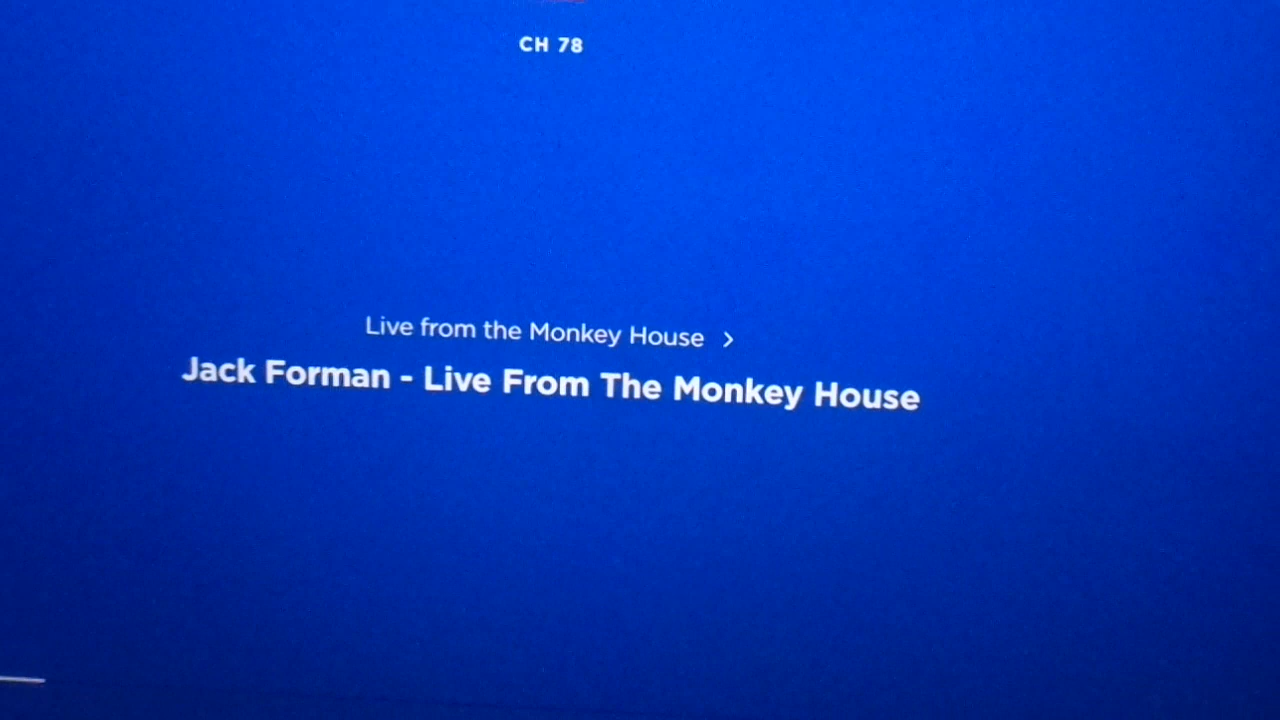 CH 78
Live from the Monkey House >
Jack Forman - Live From The Monkey House